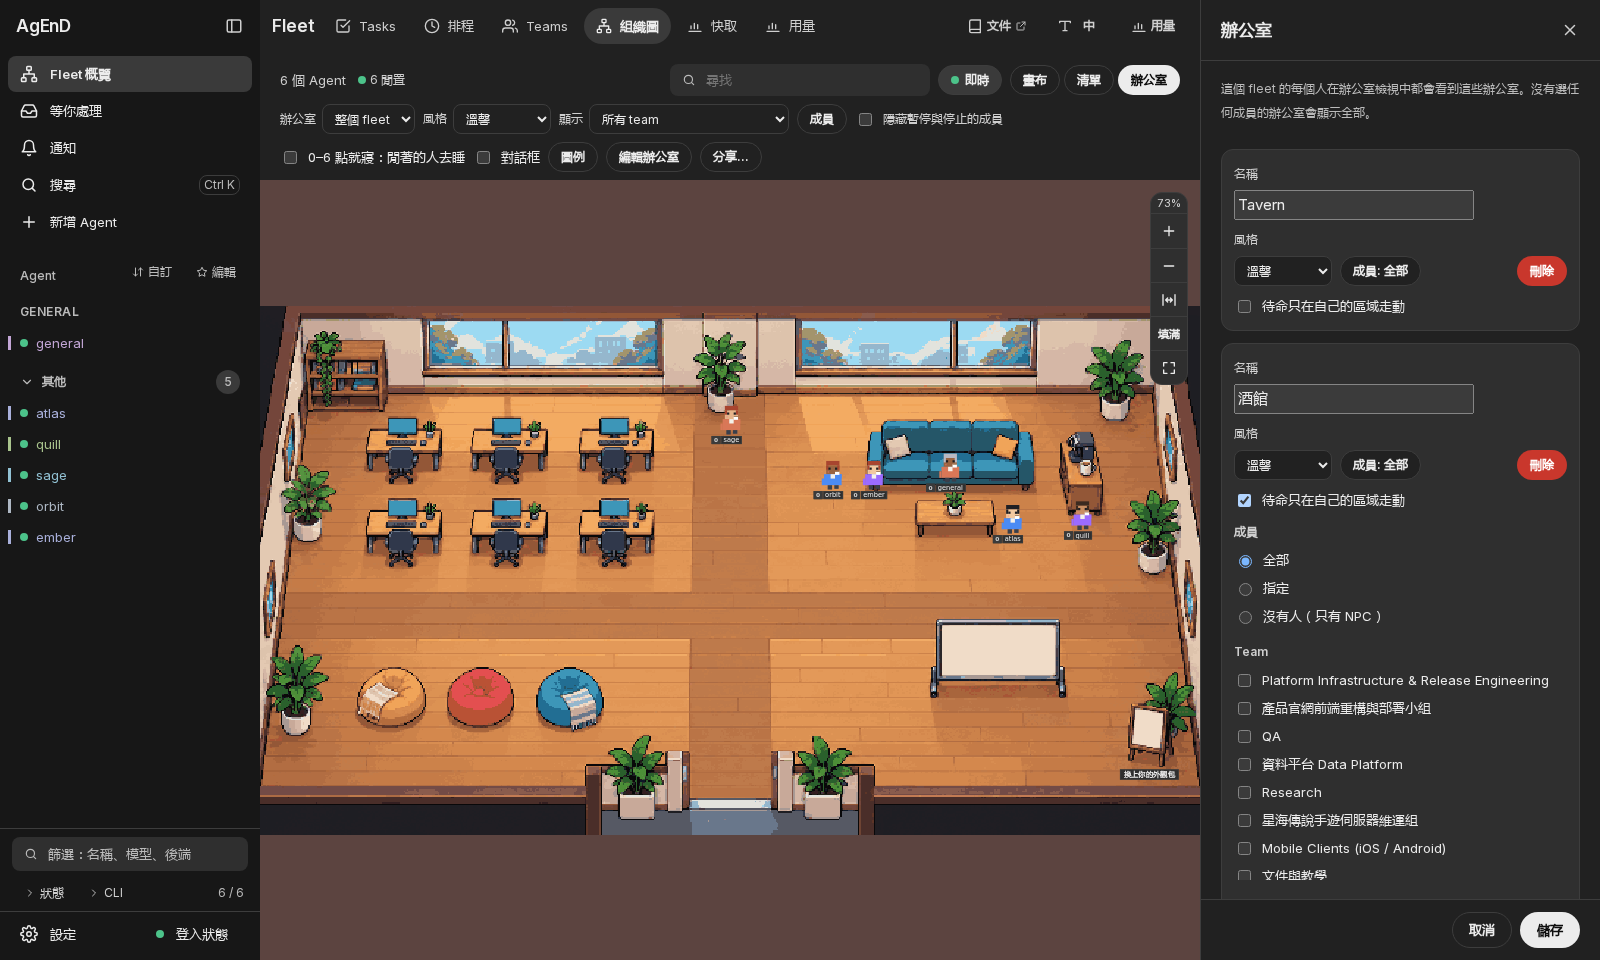 AgEnD
Fleet 概覽
等你處理
通知
搜尋
Ctrl K
新增 Agent
Agent
自訂
編輯
GENERAL
general
其他
5
atlas
quill
sage
orbit
ember
篩選：名稱、模型、後端
狀態
CLI
6 / 6
設定
登入狀態
Fleet
Tasks
排程
Teams
組織圖
快取
用量
文件
中
用量
6 個 Agent
6 閒置
尋找
即時
畫布
清單
辦公室
辦公室
整個 fleet
風格
溫馨
顯示
所有 team
成員
隱藏暫停與停止的成員
0–6 點就寢：閒著的人去睡
對話框
圖例
編輯辦公室
分享…
73%
填滿
sage
orbit
ember
general
atlas
quill
換上你的外觀包
辦公室
這個 fleet 的每個人在辦公室檢視中都會看到這些辦公室。沒有選任
何成員的辦公室會顯示全部。
名稱
Tavern
風格
溫馨
成員: 全部
刪除
待命只在自己的區域走動
名稱
酒館
風格
溫馨
成員: 全部
刪除
待命只在自己的區域走動
成員
全部
指定
沒有人（只有 NPC）
Team
Platform Infrastructure & Release Engineering
產品官網前端重構與部署小組
QA
資料平台 Data Platform
Research
星海傳說手遊伺服器維運組
Mobile Clients (iOS / Android)
文件與教學
取消
儲存